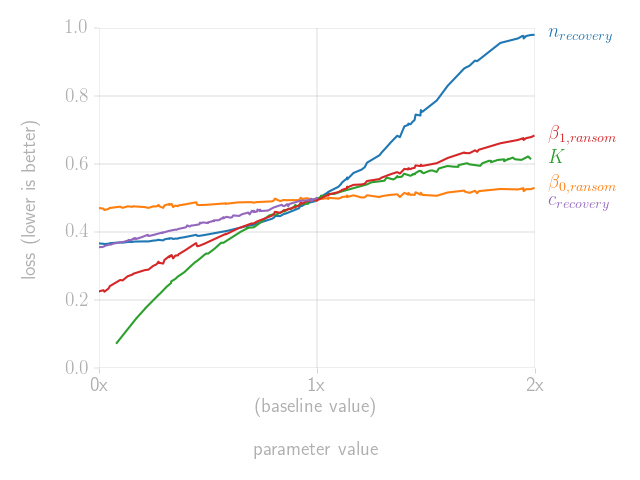 1.0
0.8
0.6
0.4
0.2
0.0
loss (lower is better)
n_recovery
β_1,ransom
K
β_0,ransom
c_recovery
0x
1x
2x
(baseline value)
parameter value